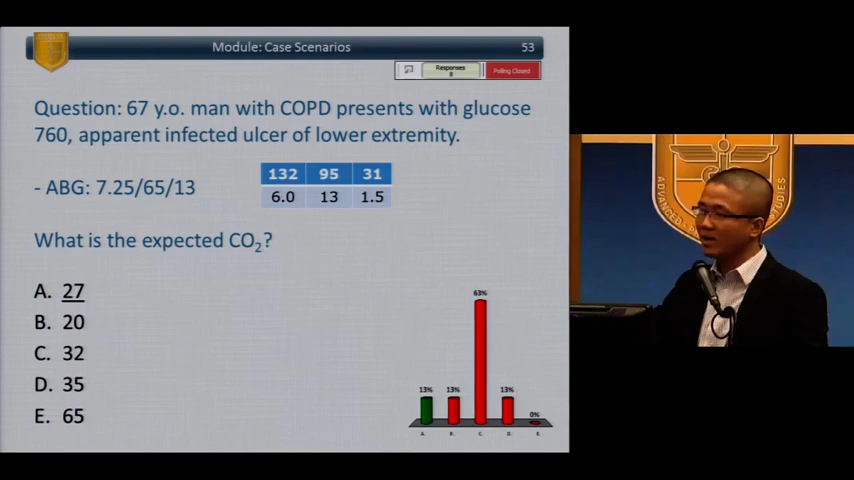 Module: Case Scenarios
53
Responses
8
Polling Closed
Question: 67 y.o. man with COPD presents with glucose
760, apparent infected ulcer of lower extremity.
- ABG: 7.25/65/13
132 95 31
6.0 13 1.5
What is the expected CO₂?
A. 27
B. 20
C. 32
D. 35
E. 65
63%
13% 13% 13% 0%
A. B. C. D. E.
ADVANCED